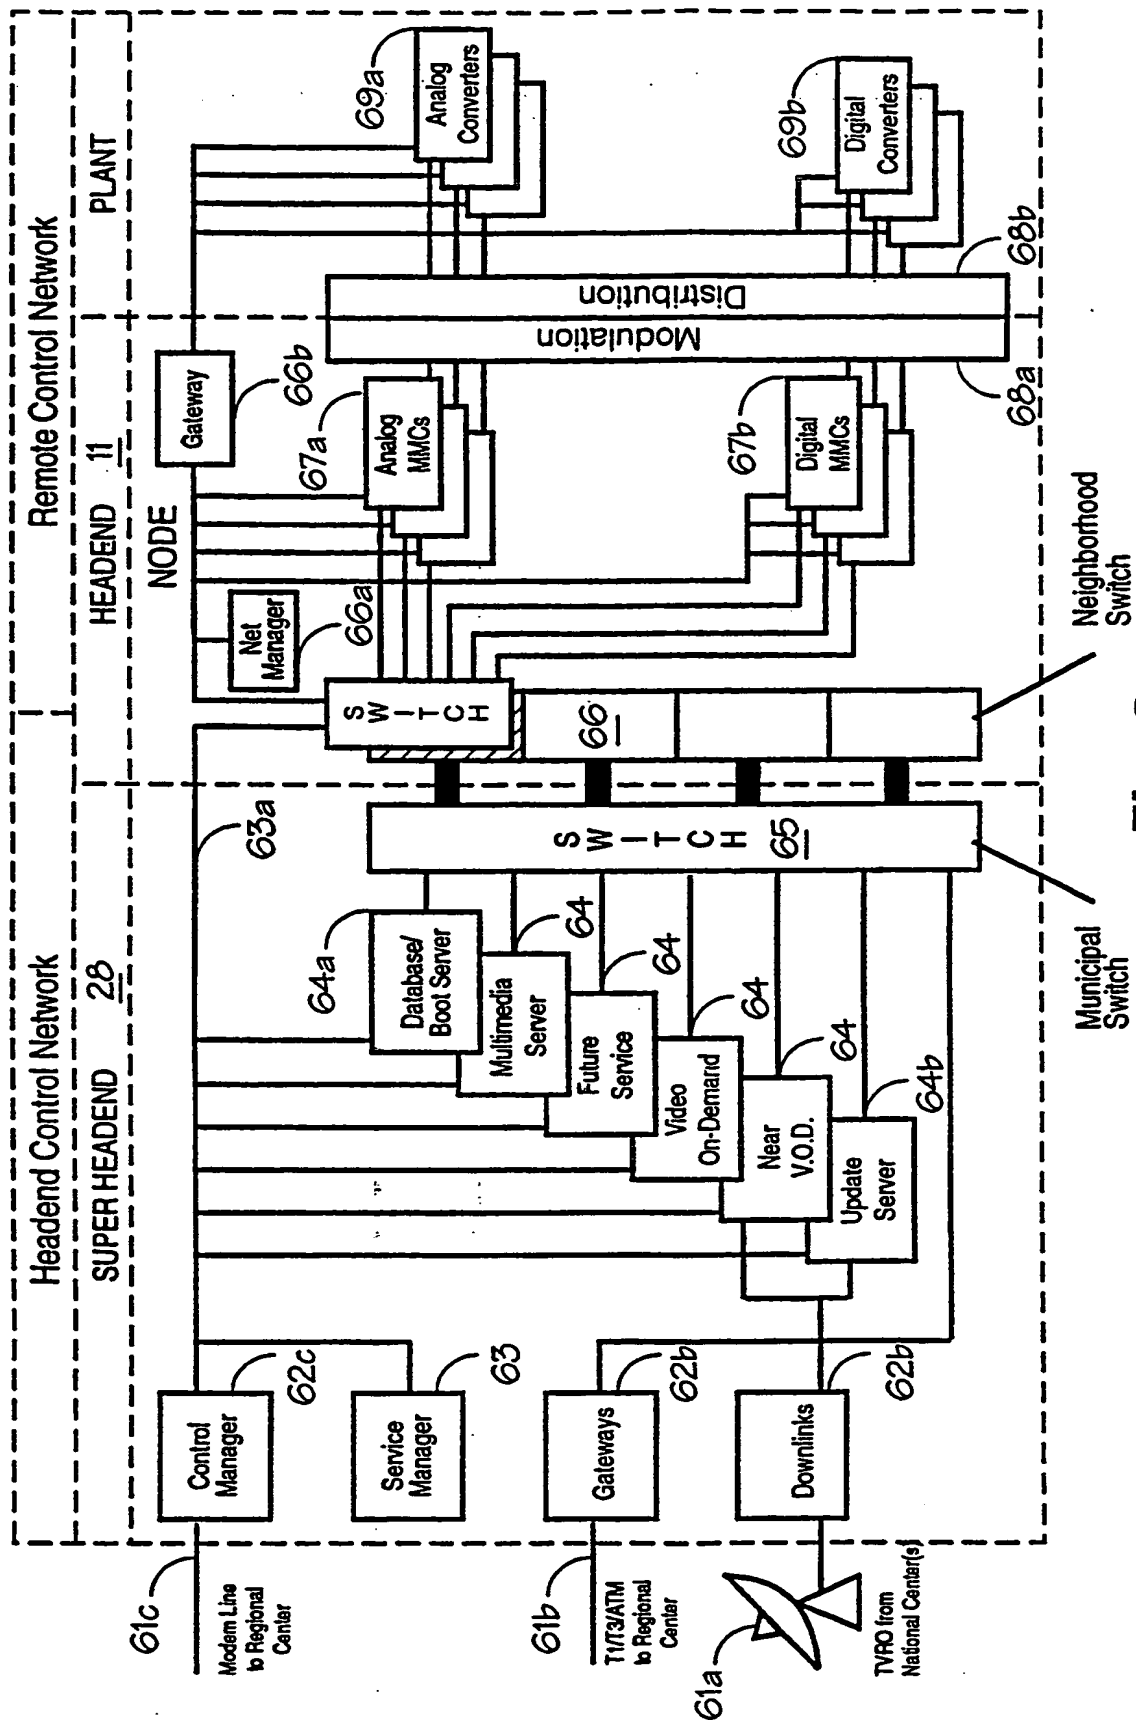 Headend Control Network
Remote Control Network
SUPER HEADEND 28
HEADEND 11
PLANT
NODE
61c
Modem Line
to Regional
Center
Control
Manager
62c
63a
Service
Manager
63
61b
T1/T3/ATM
to Regional
Center
Gateways
62b
61a
TVRO from
National Center(s)
Downlinks
62b
64a
Database/
Boot Server
Multimedia
Server
64
Future
Service
64
Video
On-Demand
64
Near
V.O.D.
64
Update
Server
64b
SWITCH 65
Municipal
Switch
SWITCH
66
Neighborhood
Switch
Net
Manager
66a
Gateway
66b
67a
Analog
MMCs
67b
Digital
MMCs
Modulation
68a
Distribution
68b
69a
Analog
Converters
69b
Digital
Converters